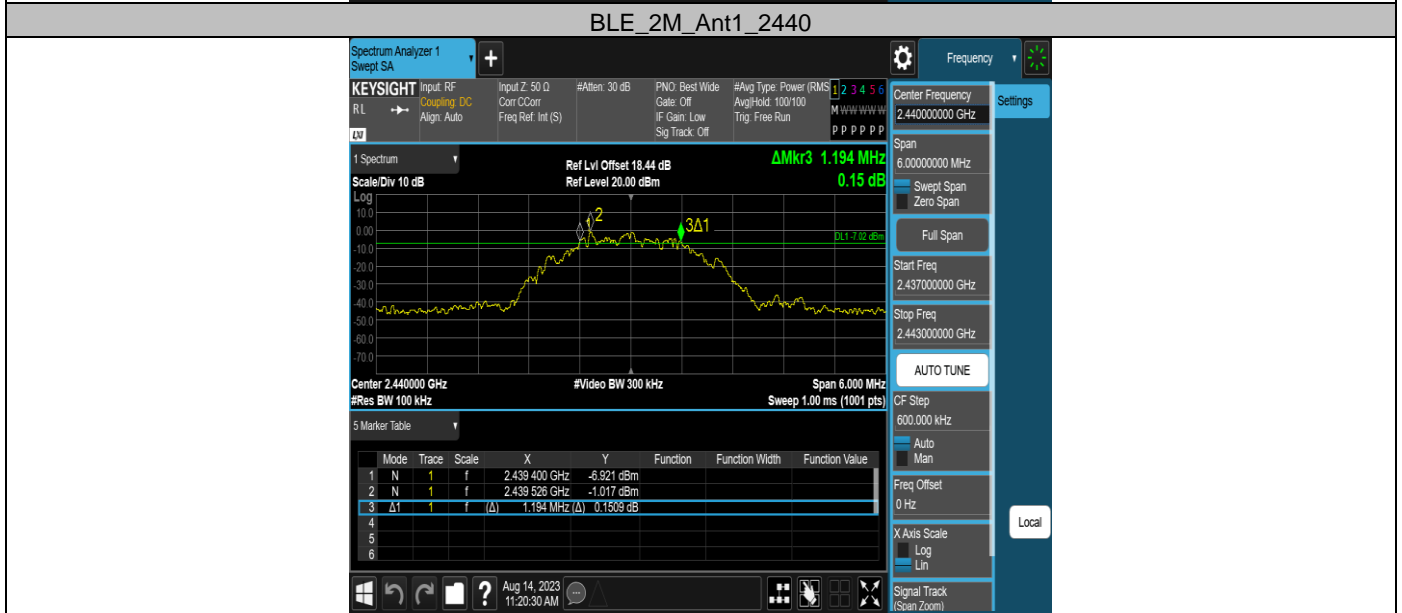 BLE_2M_Ant1_2440
Spectrum Analyzer 1
Swept SA
Frequency
KEYSIGHT Input: RF Input Z: 50 Ω #Atten: 30 dB PNO: Best Wide #Avg Type: Power (RMS 1 2 3 4 5 6
RL Coupling: DC Corr CCorr Gate: Off Avg|Hold: 100/100 M W W W W W
Align: Auto Freq Ref: Int (S) IF Gain: Low Trig: Free Run
LXI Sig Track: Off P P P P P P
1 Spectrum
Ref Lvl Offset 18.44 dB ΔMkr3 1.194 MHz
Scale/Div 10 dB Ref Level 20.00 dBm 0.15 dB
Log
10.0
0.00
-10.0
-20.0
-30.0
-40.0
-50.0
-60.0
-70.0
2
3Δ1
DL1 -7.02 dBm
Center 2.440000 GHz #Video BW 300 kHz Span 6.000 MHz
#Res BW 100 kHz Sweep 1.00 ms (1001 pts)
5 Marker Table
Mode Trace Scale X Y Function Function Width Function Value
1 N 1 f 2.439 400 GHz -6.921 dBm
2 N 1 f 2.439 526 GHz -1.017 dBm
3 Δ1 1 f (Δ) 1.194 MHz (Δ) 0.1509 dB
4
5
6
Aug 14, 2023
11:20:30 AM
Center Frequency
2.440000000 GHz
Settings
Span
6.00000000 MHz
Swept Span
Zero Span
Full Span
Start Freq
2.437000000 GHz
Stop Freq
2.443000000 GHz
AUTO TUNE
CF Step
600.000 kHz
Auto
Man
Freq Offset
0 Hz
X Axis Scale
Log
Lin
Local
Signal Track
(Span Zoom)